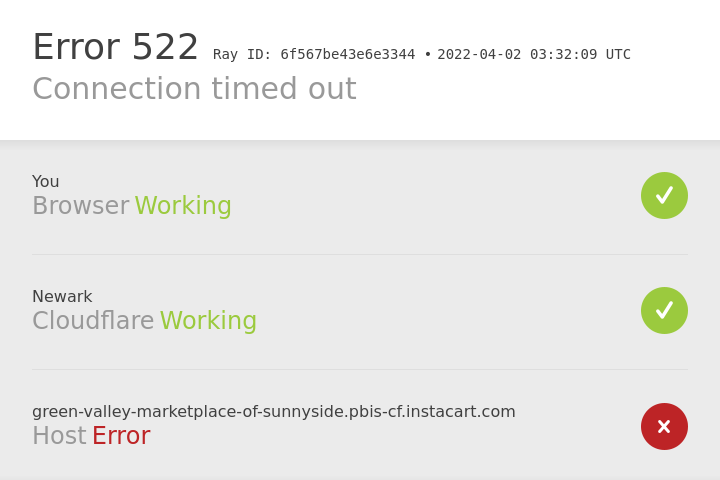 Error 522 Ray ID: 6f567be43e6e3344 • 2022-04-02 03:32:09 UTC
Connection timed out
You
Browser Working
Newark
Cloudflare Working
green-valley-marketplace-of-sunnyside.pbis-cf.instacart.com
Host Error